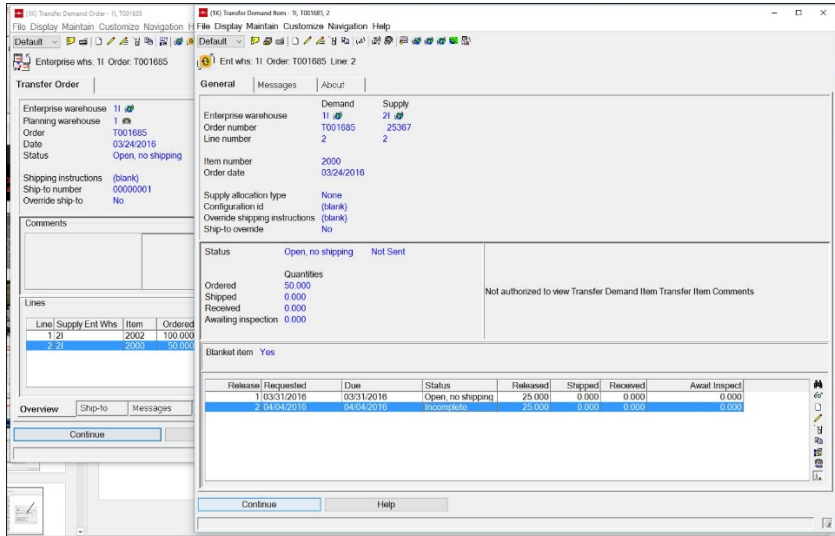 (1K) Transfer Demand Order - 1I, T001685
File Display Maintain Customize Navigation H
Default
Enterprise whs: 1I Order: T001685
Transfer Order
Enterprise warehouse 1I
Planning warehouse 1
Order T001685
Date 03/24/2016
Status Open, no shipping
Shipping instructions (blank)
Ship-to number 00000001
Override ship-to No
Comments
Lines
Line Supply Ent Whs Item Ordered
1 2I 2002 100.000
2 2I 2000 50.000
Overview Ship-to Messages
Continue
(1K) Transfer Demand Item - 1I, T001685, 2
File Display Maintain Customize Navigation Help
Default
Ent whs: 1I Order: T001685 Line: 2
General Messages About
Demand Supply
Enterprise warehouse 1I 2I
Order number T001685 25367
Line number 2 2
Item number 2000
Order date 03/24/2016
Supply allocation type None
Configuration id (blank)
Override shipping instructions (blank)
Ship-to override No
Status Open, no shipping Not Sent
Quantities
Ordered 50.000
Shipped 0.000
Received 0.000
Awaiting inspection 0.000
Not authorized to view Transfer Demand Item Transfer Item Comments
Blanket item Yes
Release Requested Due Status Released Shipped Received Await Inspect
1 03/31/2016 03/31/2016 Open, no shipping 25.000 0.000 0.000 0.000
2 04/04/2016 04/04/2016 Incomplete 25.000 0.000 0.000 0.000
Continue Help